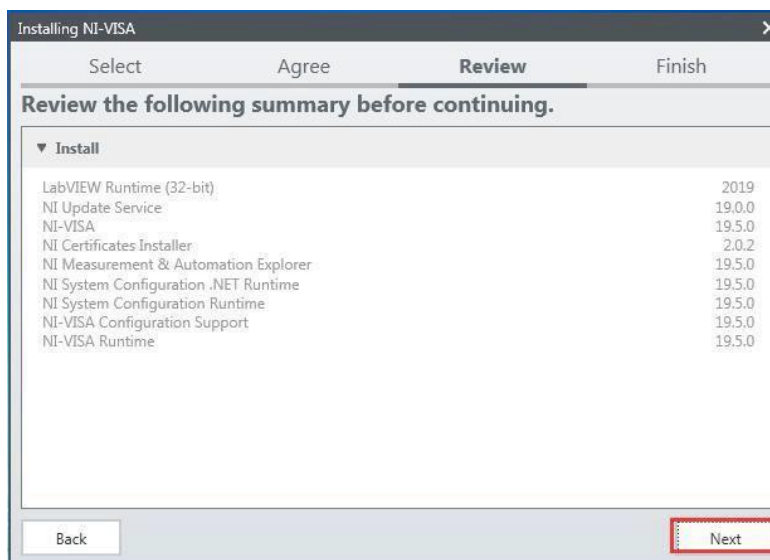 Installing NI-VISA
Select Agree Review Finish
Review the following summary before continuing.
▼ Install
LabVIEW Runtime (32-bit) 2019
NI Update Service 19.0.0
NI-VISA 19.5.0
NI Certificates Installer 2.0.2
NI Measurement & Automation Explorer 19.5.0
NI System Configuration .NET Runtime 19.5.0
NI System Configuration Runtime 19.5.0
NI-VISA Configuration Support 19.5.0
NI-VISA Runtime 19.5.0
Back Next